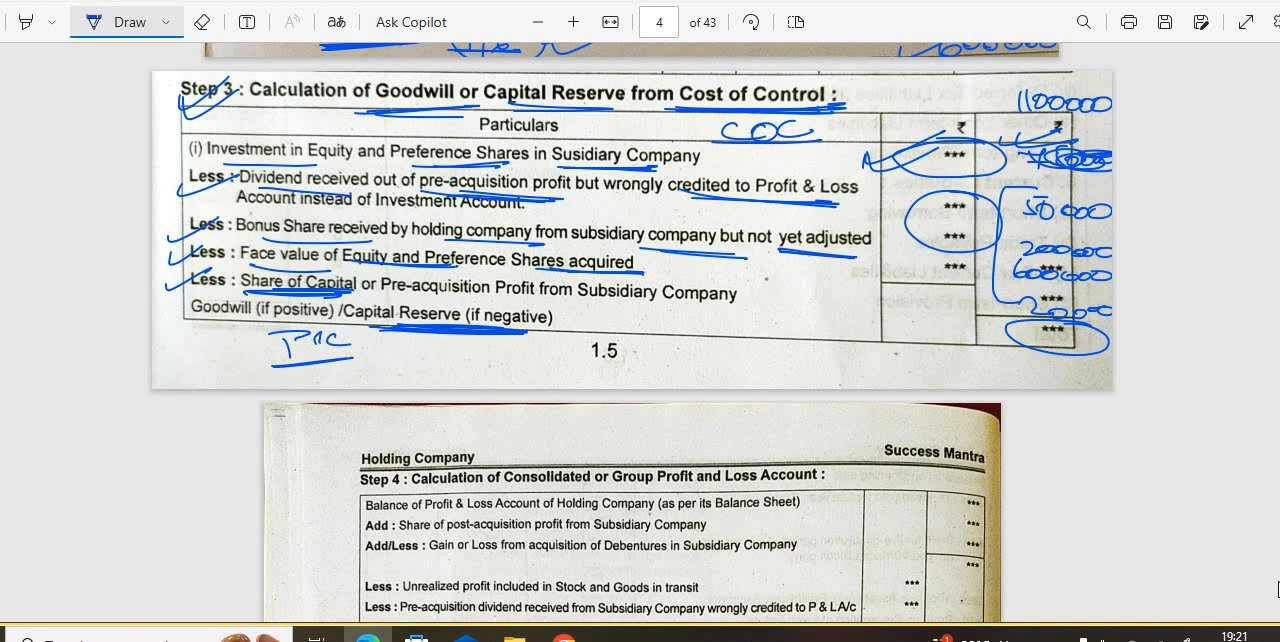 Draw
Ask Copilot
4 of 43
Step 3 : Calculation of Goodwill or Capital Reserve from Cost of Control :
1100000
Particulars COC ₹ ₹
(i) Investment in Equity and Preference Shares in Susidiary Company ***
Less : Dividend received out of pre-acquisition profit but wrongly credited to Profit & Loss
Account instead of Investment Account. *** 50,000
Less : Bonus Share received by holding company from subsidiary company but not yet adjusted *** 200000
Less : Face value of Equity and Preference Shares acquired *** 600000
Less : Share of Capital or Pre-acquisition Profit from Subsidiary Company ***
Goodwill (if positive) /Capital Reserve (if negative) ***
1.5
Holding Company Success Mantra
Step 4 : Calculation of Consolidated or Group Profit and Loss Account :
Balance of Profit & Loss Account of Holding Company (as per its Balance Sheet) ***
Add : Share of post-acquisition profit from Subsidiary Company ***
Add/Less : Gain or Loss from acquisition of Debentures in Subsidiary Company ***
***
Less : Unrealized profit included in Stock and Goods in transit ***
Less : Pre-acquisition dividend received from Subsidiary Company wrongly credited to P & LA/c ***
19:21